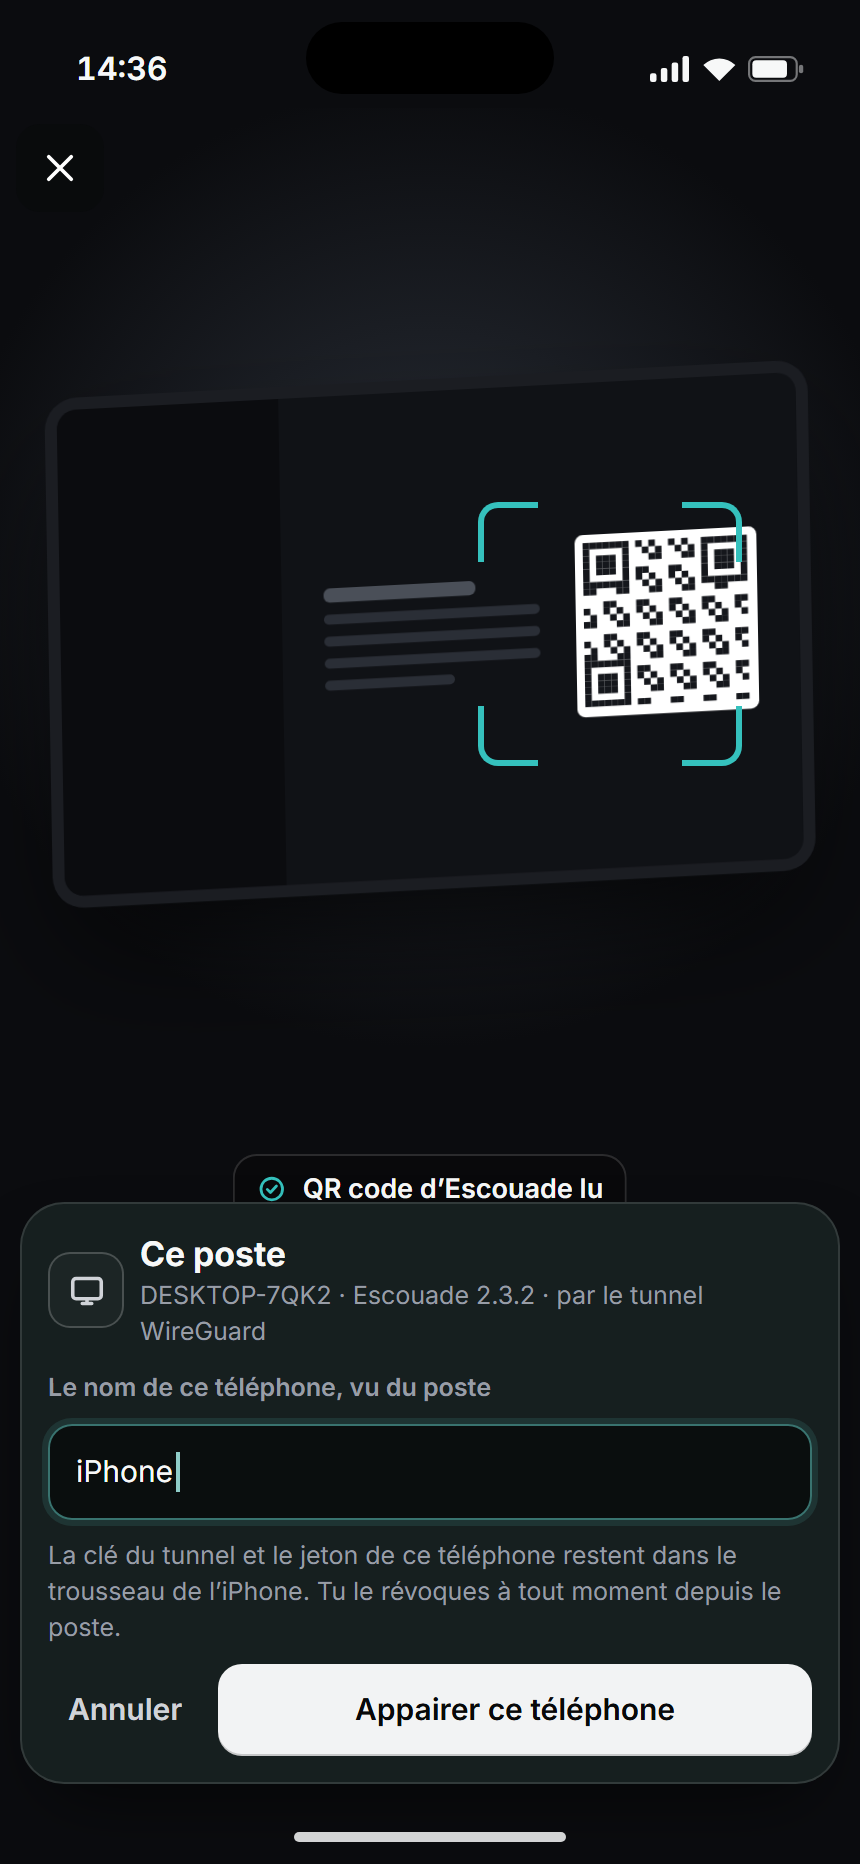 14:36
QR code d’Escouade lu
Ce poste
DESKTOP-7QK2 · Escouade 2.3.2 · par le tunnel
WireGuard
Le nom de ce téléphone, vu du poste
iPhone
La clé du tunnel et le jeton de ce téléphone restent dans le
trousseau de l’iPhone. Tu le révoques à tout moment depuis le
poste.
Annuler
Appairer ce téléphone